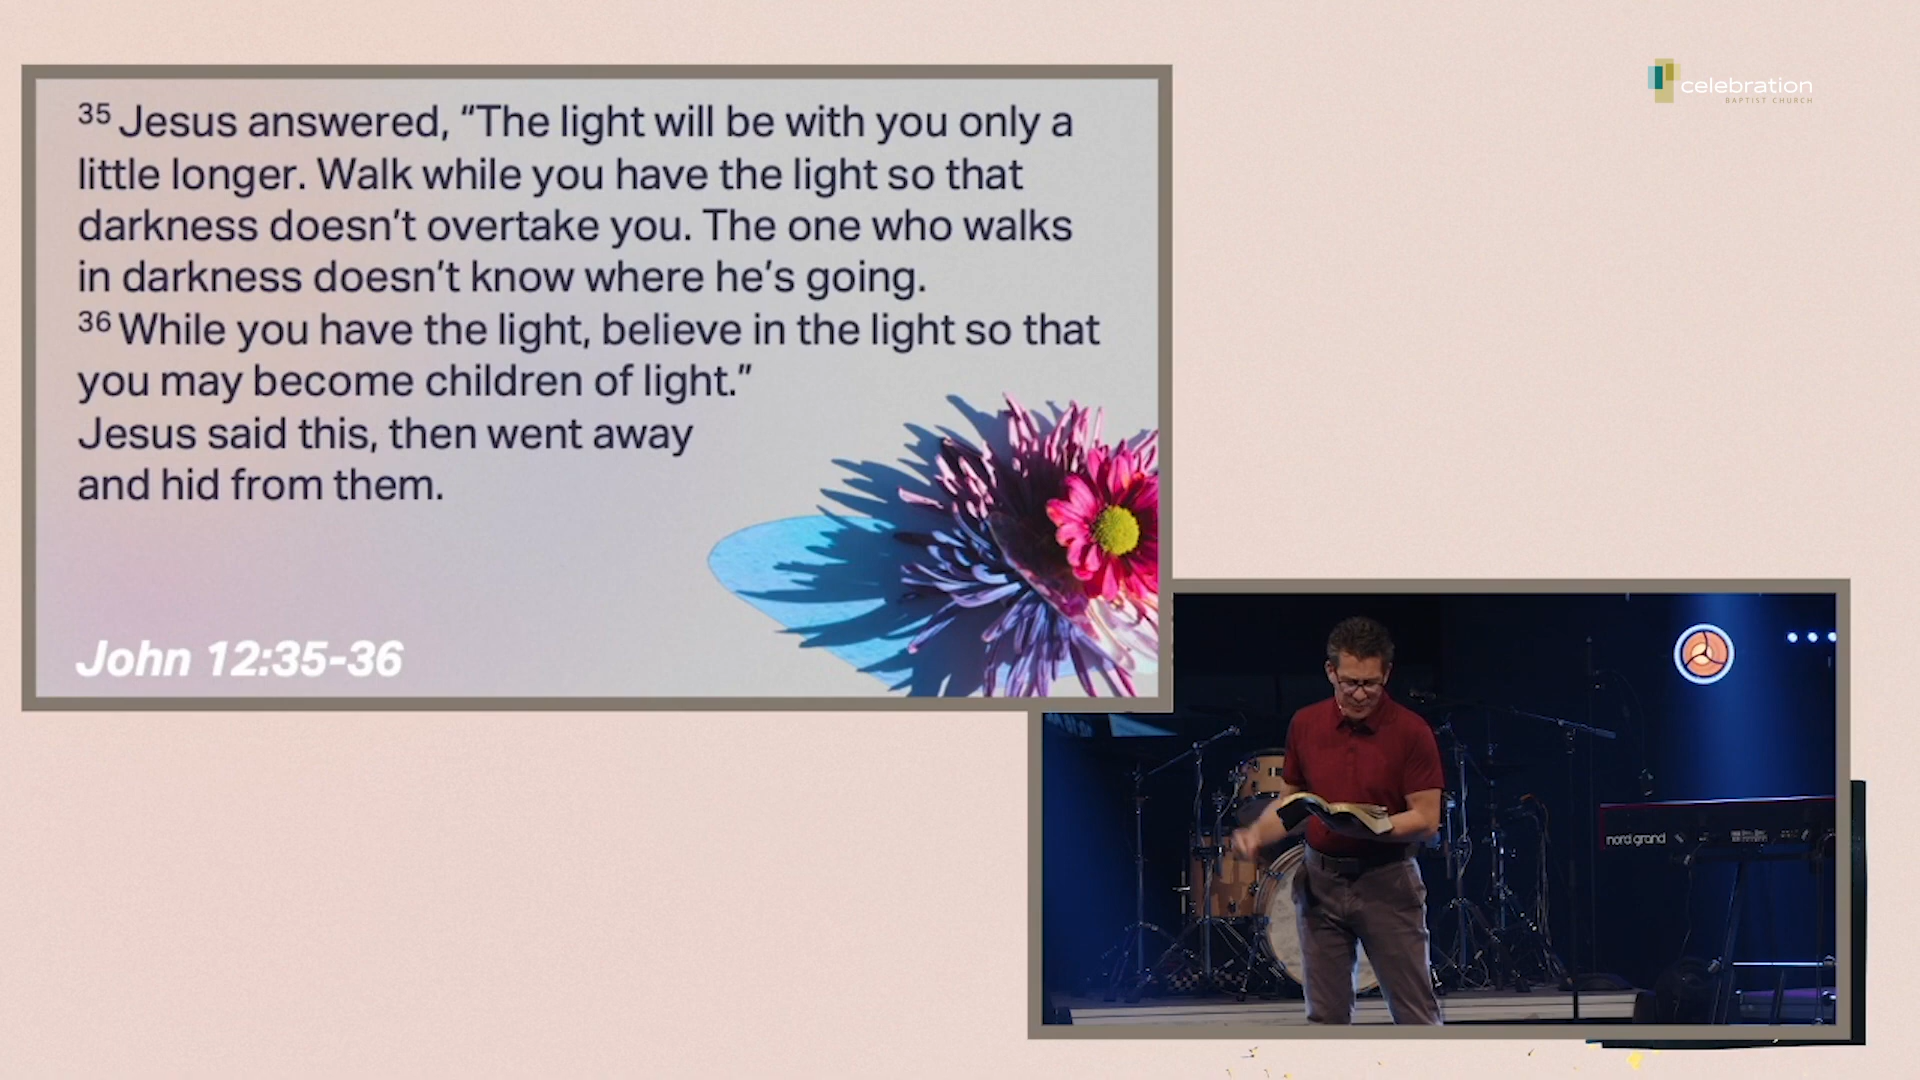 35 Jesus answered, “The light will be with you only a
little longer. Walk while you have the light so that
darkness doesn’t overtake you. The one who walks
in darkness doesn’t know where he’s going.
36 While you have the light, believe in the light so that
you may become children of light.”
Jesus said this, then went away
and hid from them.
John 12:35-36
celebration
BAPTIST CHURCH
nord grand